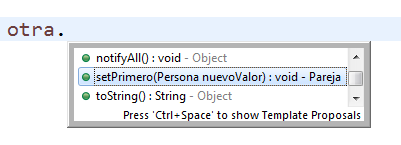 otra.
notifyAll() : void - Object
setPrimero(Persona nuevoValor) : void - Pareja
toString() : String - Object
Press 'Ctrl+Space' to show Template Proposals